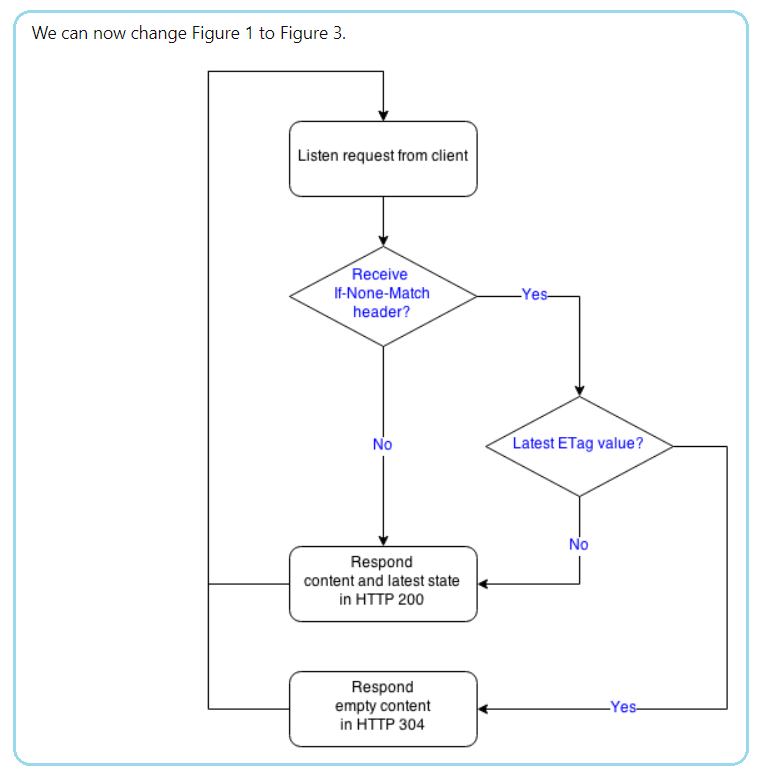 We can now change Figure 1 to Figure 3.
Listen request from client
Receive
If-None-Match
header?
Yes
Latest ETag value?
No
No
Respond
content and latest state
in HTTP 200
Respond
empty content
in HTTP 304
Yes